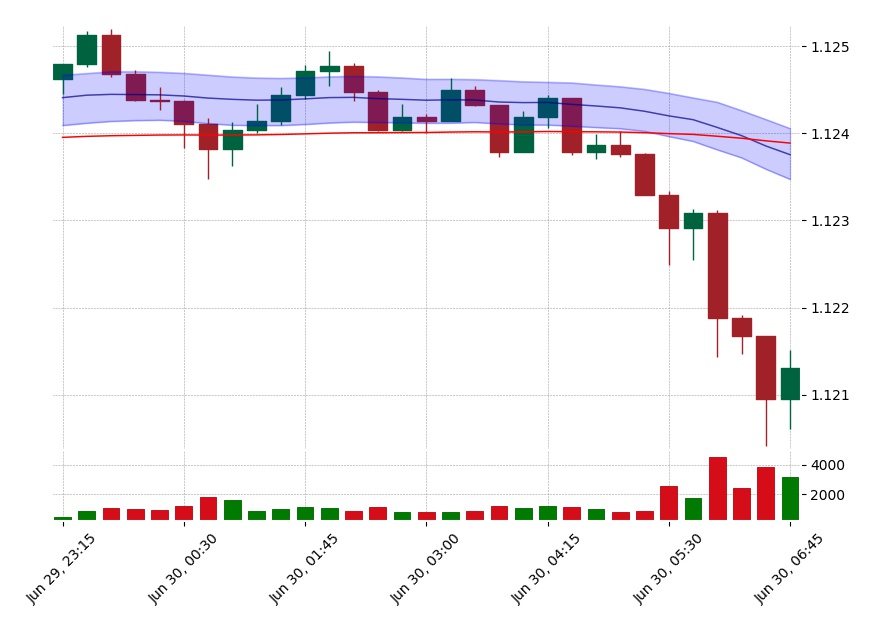 1.125
1.124
1.123
1.122
1.121
4000
2000
Jun 29, 23:15
Jun 30, 00:30
Jun 30, 01:45
Jun 30, 03:00
Jun 30, 04:15
Jun 30, 05:30
Jun 30, 06:45